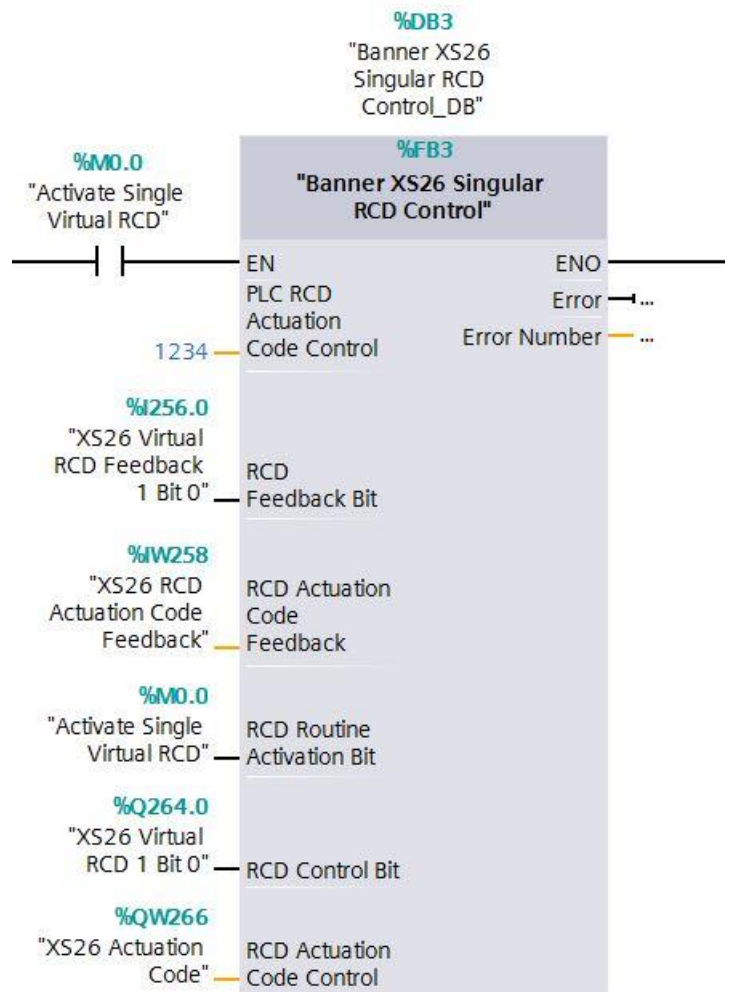 %DB3
"Banner XS26
Singular RCD
Control_DB"
%FB3
"Banner XS26 Singular
RCD Control"
%M0.0
"Activate Single
Virtual RCD"
EN
ENO
PLC RCD
Actuation
Code Control
1234
Error
...
Error Number
...
%I256.0
"XS26 Virtual
RCD Feedback
1 Bit 0"
RCD
Feedback Bit
%IW258
"XS26 RCD
Actuation Code
Feedback"
RCD Actuation
Code
Feedback
%M0.0
"Activate Single
Virtual RCD"
RCD Routine
Activation Bit
%Q264.0
"XS26 Virtual
RCD 1 Bit 0"
RCD Control Bit
%QW266
"XS26 Actuation
Code"
RCD Actuation
Code Control